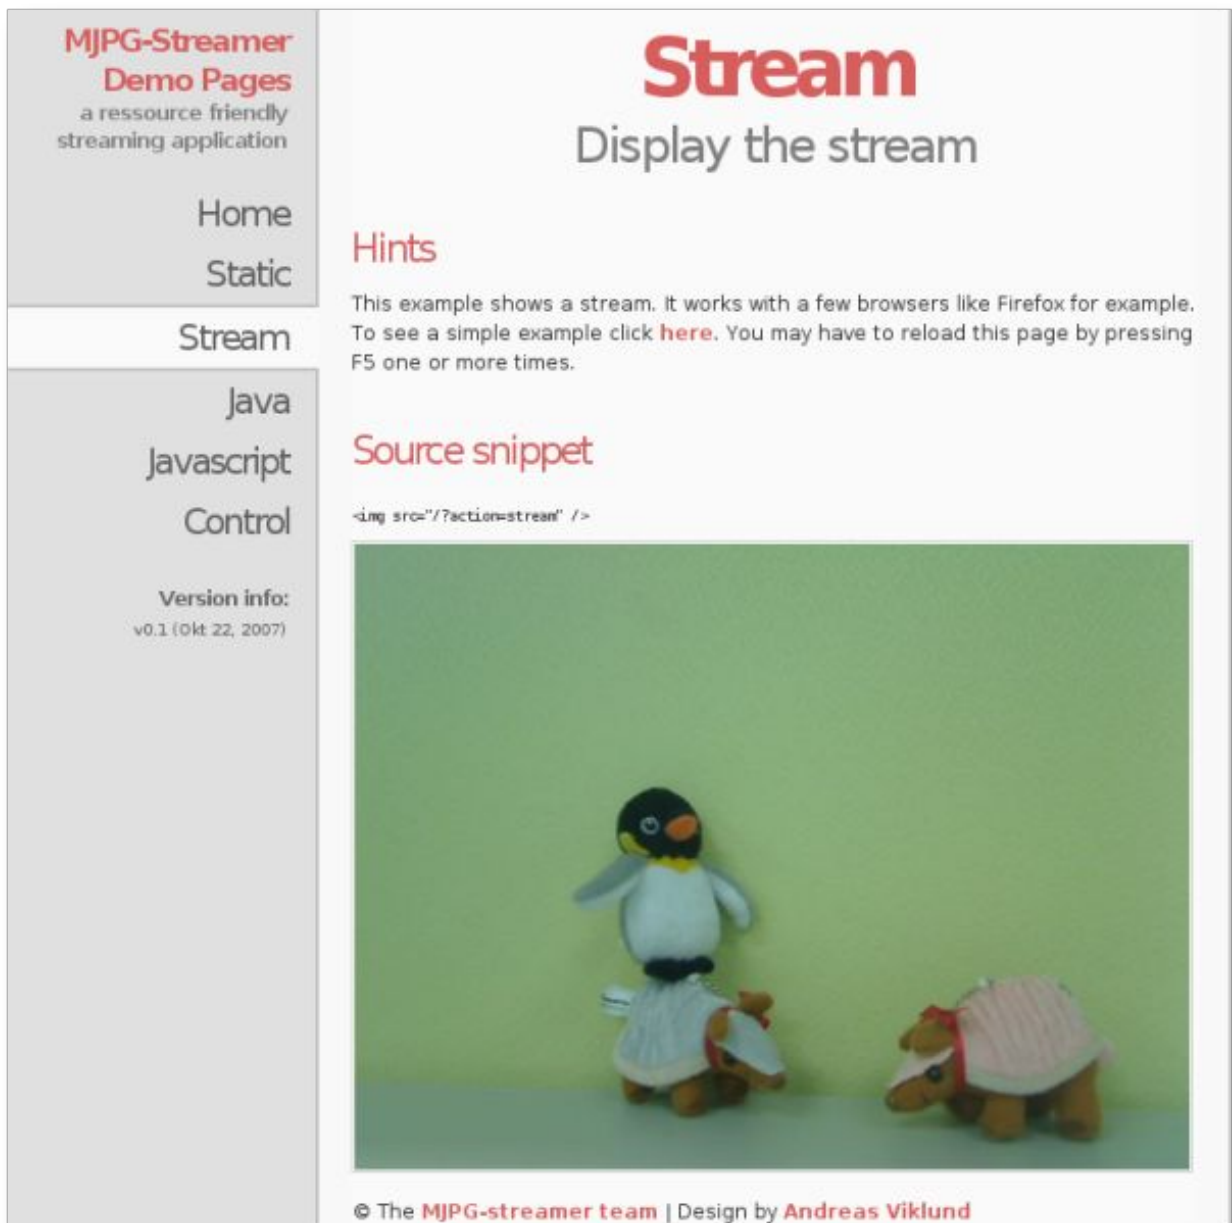 MJPG-Streamer
Demo Pages
a ressource friendly
streaming application
Home
Static
Stream
Java
Javascript
Control
Version info:
v0.1 (Okt 22, 2007)
Stream
Display the stream
Hints
This example shows a stream. It works with a few browsers like Firefox for example.
To see a simple example click here. You may have to reload this page by pressing
F5 one or more times.
Source snippet
<img src="/?action=stream" />
© The MJPG-streamer team | Design by Andreas Viklund